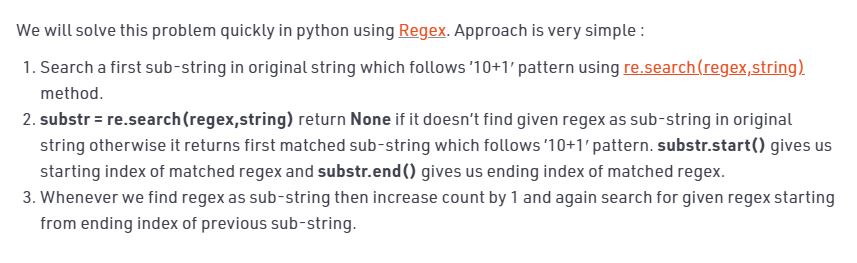 We will solve this problem quickly in python using Regex. Approach is very simple :
1. Search a first sub-string in original string which follows '10+1′ pattern using re.search(regex,string)
method.
2. substr = re.search(regex,string) return None if it doesn't find given regex as sub-string in original
string otherwise it returns first matched sub-string which follows '10+1′ pattern. substr.start() gives us
starting index of matched regex and substr.end() gives us ending index of matched regex.
3. Whenever we find regex as sub-string then increase count by 1 and again search for given regex starting
from ending index of previous sub-string.